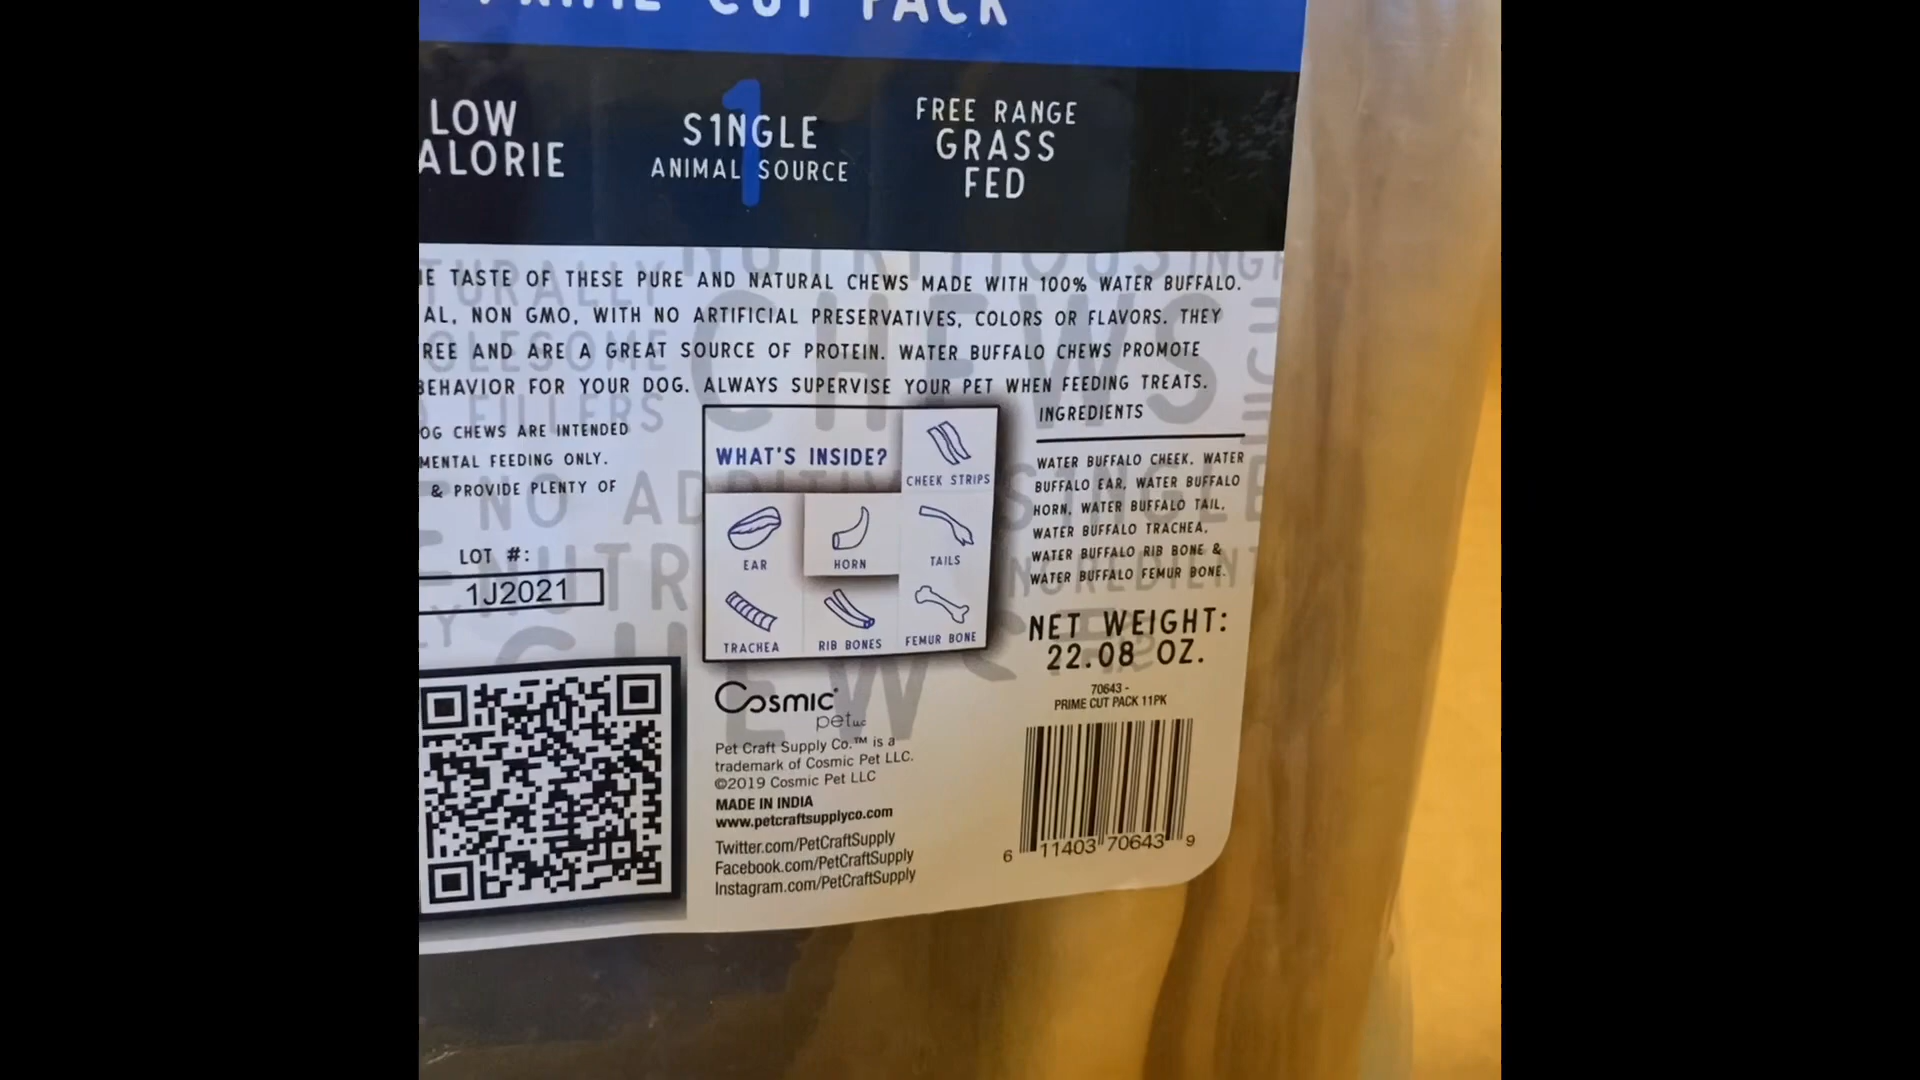 PRIME CUT PACK
LOW
ALORIE
S1NGLE
ANIMAL SOURCE
FREE RANGE
GRASS
FED
TASTE OF THESE PURE AND NATURAL CHEWS MADE WITH 100% WATER BUFFALO.
AL, NON GMO, WITH NO ARTIFICIAL PRESERVATIVES, COLORS OR FLAVORS. THEY
REE AND ARE A GREAT SOURCE OF PROTEIN. WATER BUFFALO CHEWS PROMOTE
BEHAVIOR FOR YOUR DOG. ALWAYS SUPERVISE YOUR PET WHEN FEEDING TREATS.
OG CHEWS ARE INTENDED
MENTAL FEEDING ONLY.
& PROVIDE PLENTY OF
LOT #:
1J2021
WHAT'S INSIDE?
CHEEK STRIPS
EAR
HORN
TAILS
TRACHEA
RIB BONES
FEMUR BONE
INGREDIENTS
WATER BUFFALO CHEEK, WATER
BUFFALO EAR, WATER BUFFALO
HORN, WATER BUFFALO TAIL,
WATER BUFFALO TRACHEA,
WATER BUFFALO RIB BONE &
WATER BUFFALO FEMUR BONE.
NET WEIGHT:
22.08 OZ.
70643 -
PRIME CUT PACK 11PK
6 11403 70643 9
Cosmic
pet LLC
Pet Craft Supply Co.™ is a
trademark of Cosmic Pet LLC.
©2019 Cosmic Pet LLC
MADE IN INDIA
www.petcraftsupplyco.com
Twitter.com/PetCraftSupply
Facebook.com/PetCraftSupply
Instagram.com/PetCraftSupply